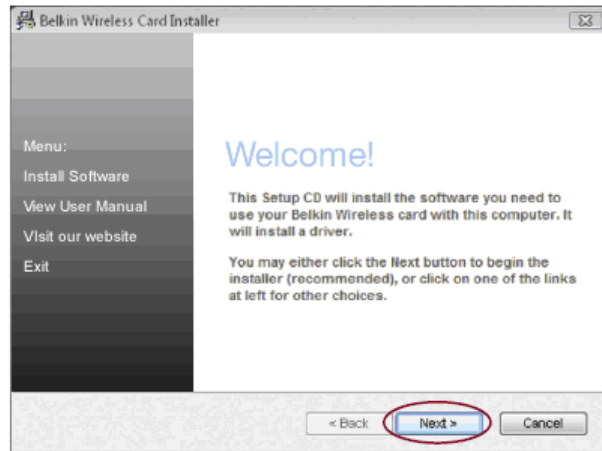 Belkin Wireless Card Installer
Menu:
Install Software
View User Manual
VIsit our website
Exit
Welcome!
This Setup CD will install the software you need to
use your Belkin Wireless card with this computer. It
will install a driver.
You may either click the Next button to begin the
installer (recommended), or click on one of the links
at left for other choices.
< Back
Next >
Cancel